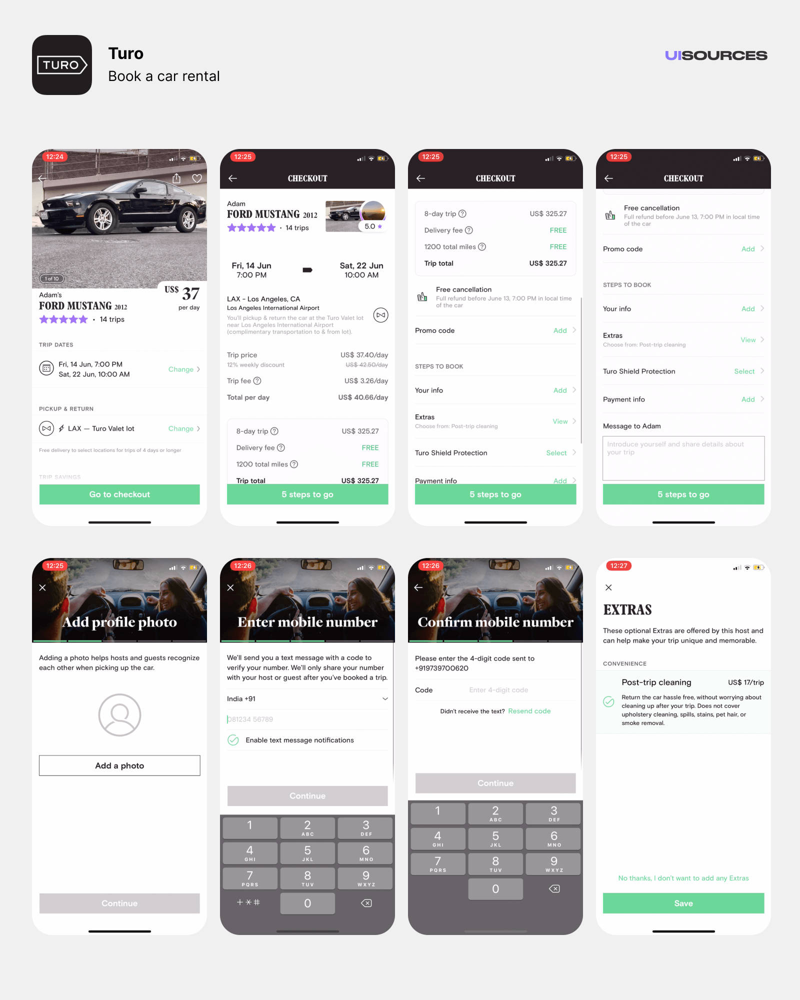 TURO
Turo
Book a car rental
UISOURCES
12:24
1 of 10
Adam's
FORD MUSTANG 2012
US$ 37
per day
14 trips
TRIP DATES
Fri, 14 Jun, 7:00 PM
Sat, 22 Jun, 10:00 AM
Change
PICKUP & RETURN
LAX — Turo Valet lot
Change
Free delivery to select locations for trips of 4 days or longer
TRIP SAVINGS
Go to checkout
12:25
CHECKOUT
Adam
FORD MUSTANG 2012
• 14 trips
5.0
Fri, 14 Jun
7:00 PM
Sat, 22 Jun
10:00 AM
LAX - Los Angeles, CA
Los Angeles International Airport
You'll pickup & return the car at the Turo Valet lot
near Los Angeles International Airport
(complimentary transportation to & from lot).
Trip price US$ 37.40/day
12% weekly discount US$ 42.50/day
Trip fee ? US$ 3.26/day
Total per day US$ 40.66/day
8-day trip ? US$ 325.27
Delivery fee ? FREE
1200 total miles ? FREE
Trip total US$ 325.27
5 steps to go
12:25
CHECKOUT
8-day trip ? US$ 325.27
Delivery fee ? FREE
1200 total miles ? FREE
Trip total US$ 325.27
Free cancellation
Full refund before June 13, 7:00 PM in local time
of the car
Promo code Add
STEPS TO BOOK
Your info Add
Extras View
Choose from: Post-trip cleaning
Turo Shield Protection Select
Payment info Add
5 steps to go
12:25
CHECKOUT
Free cancellation
Full refund before June 13, 7:00 PM in local time
of the car
Promo code Add
STEPS TO BOOK
Your info Add
Extras View
Choose from: Post-trip cleaning
Turo Shield Protection Select
Payment info Add
Message to Adam
Introduce yourself and share details about
your trip
5 steps to go
12:25
Add profile photo
Adding a photo helps hosts and guests recognize
each other when picking up the car.
Add a photo
Continue
12:26
Enter mobile number
We'll send you a text message with a code to
verify your number. We'll only share your number
with your host or guest after you've booked a trip.
India +91
081234 56789
Enable text message notifications
Continue
1 2 3
ABC DEF
4 5 6
GHI JKL MNO
7 8 9
PQRS TUV WXYZ
+ * # 0
12:26
Confirm mobile number
Please enter the 4-digit code sent to
+919739700620
Code Enter 4-digit code
Didn't receive the text? Resend code
Continue
1 2 3
ABC DEF
4 5 6
GHI JKL MNO
7 8 9
PQRS TUV WXYZ
0
12:27
EXTRAS
These optional Extras are offered by this host and
can help make your trip unique and memorable.
CONVENIENCE
Post-trip cleaning US$ 17/trip
Return the car hassle free, without worrying about
cleaning up after your trip. Does not cover
upholstery cleaning, spills, stains, pet hair, or
smoke removal.
No thanks, I don't want to add any Extras
Save